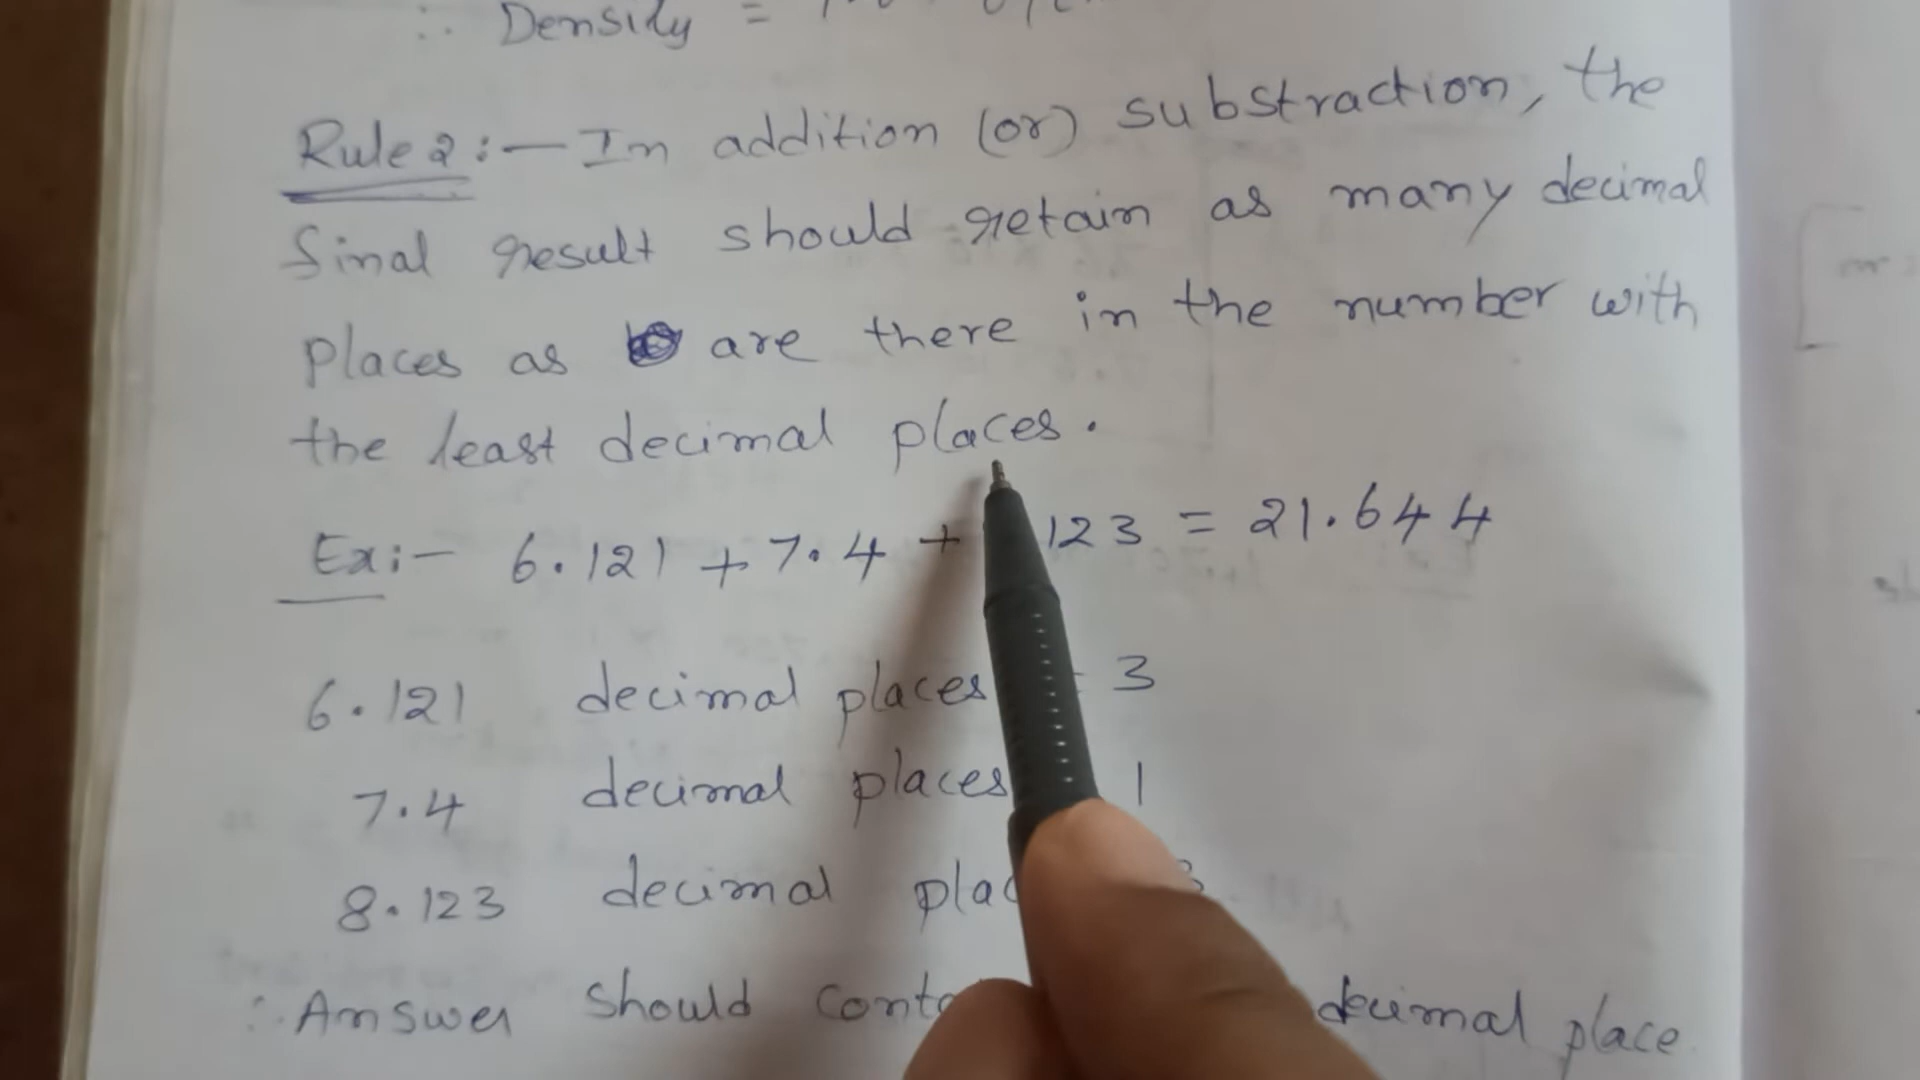 ∴ Density =
Rule 2 :- In addition (or) substraction, the
final result should retain as many decimal
places as are there in the number with
the least decimal places.
Ex:- 6.121 + 7.4 + 123 = 21.644
6.121 decimal places = 3
7.4 decimal places 1
8.123 decimal 3
∴ Answer should decimal place